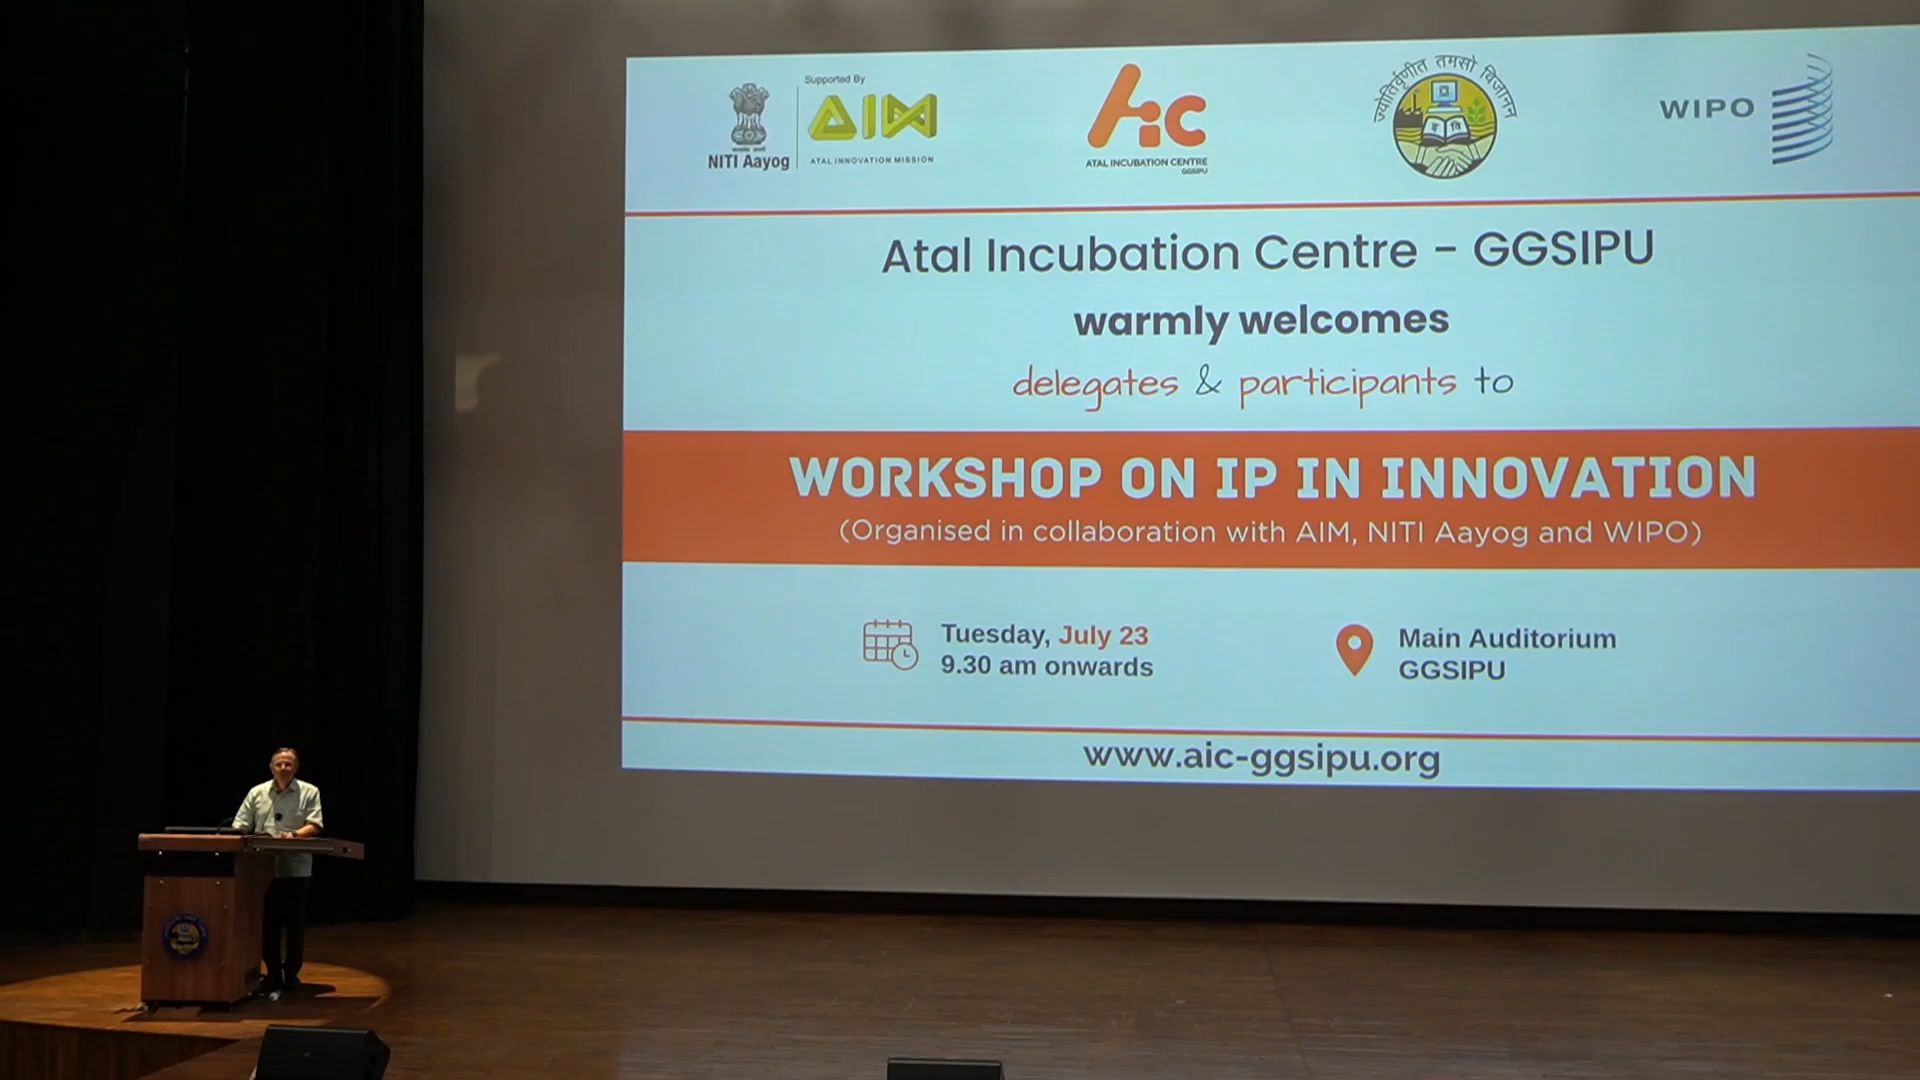 Supported By
NITI Aayog
AIM
ATAL INNOVATION MISSION
AIC
ATAL INCUBATION CENTRE
GGSIPU
ज्योतिर्वृणीत तमसो विजानन
WIPO
Atal Incubation Centre - GGSIPU
warmly welcomes
delegates & participants to
WORKSHOP ON IP IN INNOVATION
(Organised in collaboration with AIM, NITI Aayog and WIPO)
Tuesday, July 23
9.30 am onwards
Main Auditorium
GGSIPU
www.aic-ggsipu.org